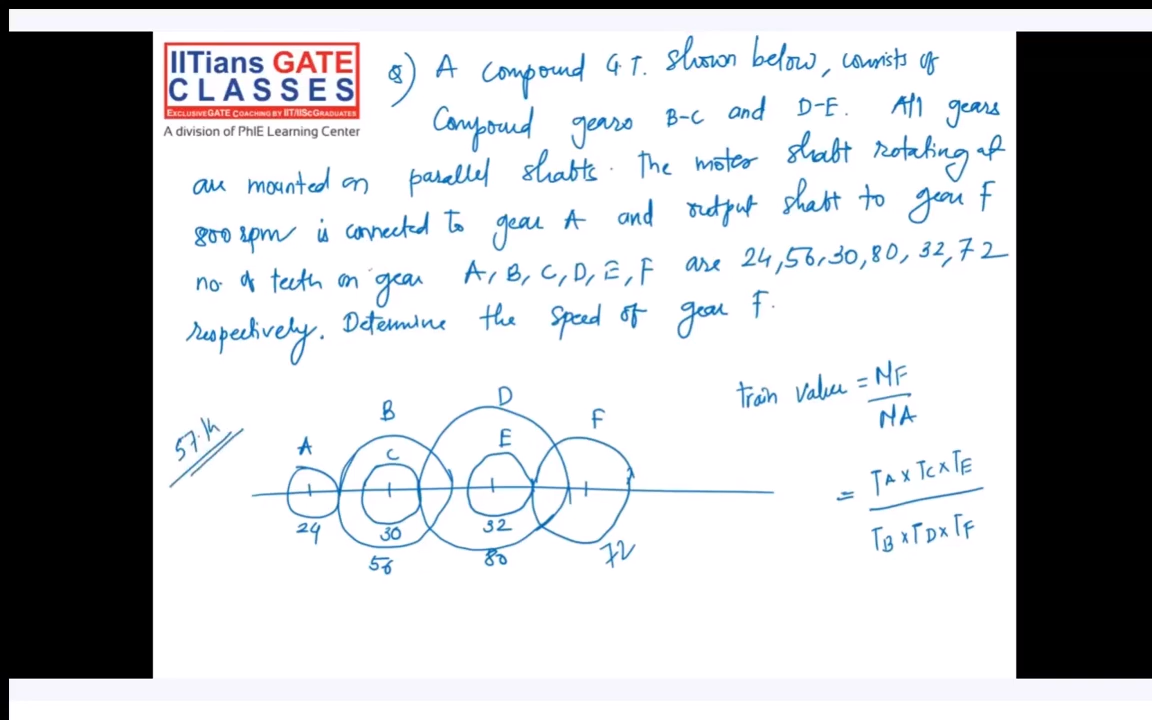 IITians GATE
CLASSES
EXCLUSIVE GATE COACHING BY IIT/IISC GRADUATES
A division of PhIE Learning Center
Q) A compound G.T. shown below, consists of
Compound gears B-C and D-E. All gears
are mounted on parallel shafts. The motor shaft rotating at
800 rpm is connected to gear A and output shaft to gear F
no. of teeth on gear A, B, C, D, E, F are 24, 56, 30, 80, 32, 72
respectively. Determine the speed of gear F.
train value = NF
NA
= TA x TC x TE
TB x TD x TF
D
B
F
E
A
C
24
30
32
56
80
72